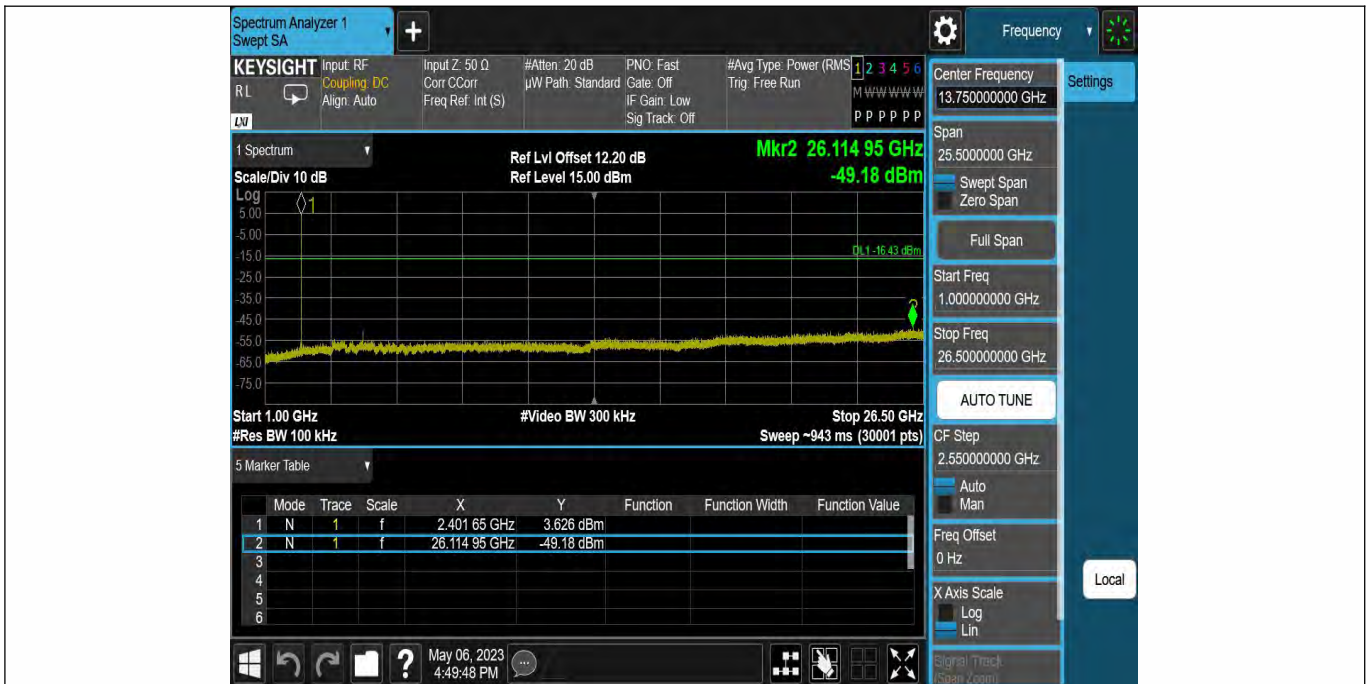 Spectrum Analyzer 1
Swept SA
+
Frequency
KEYSIGHT
RL
LXI
Input: RF
Coupling: DC
Align: Auto
Input Z: 50 Ω
Corr CCorr
Freq Ref: Int (S)
#Atten: 20 dB
µW Path: Standard
PNO: Fast
Gate: Off
IF Gain: Low
Sig Track: Off
#Avg Type: Power (RMS
Trig: Free Run
1 2 3 4 5 6
M W W W W W
P P P P P P
1 Spectrum
Scale/Div 10 dB
Ref Lvl Offset 12.20 dB
Ref Level 15.00 dBm
Mkr2 26.114 95 GHz
-49.18 dBm
Log
1
5.00
-5.00
-15.0
DL1 -16.43 dBm
-25.0
-35.0
-45.0
-55.0
-65.0
-75.0
Start 1.00 GHz
#Video BW 300 kHz
Stop 26.50 GHz
#Res BW 100 kHz
Sweep ~943 ms (30001 pts)
5 Marker Table
Mode Trace Scale X Y Function Function Width Function Value
1 N 1 f 2.401 65 GHz 3.626 dBm
2 N 1 f 26.114 95 GHz -49.18 dBm
3
4
5
6
?
May 06, 2023
4:49:48 PM
Center Frequency
13.750000000 GHz
Settings
Span
25.5000000 GHz
Swept Span
Zero Span
Full Span
Start Freq
1.000000000 GHz
Stop Freq
26.500000000 GHz
AUTO TUNE
CF Step
2.550000000 GHz
Auto
Man
Freq Offset
0 Hz
X Axis Scale
Log
Lin
Local
Signal Track
(Span Zoom)